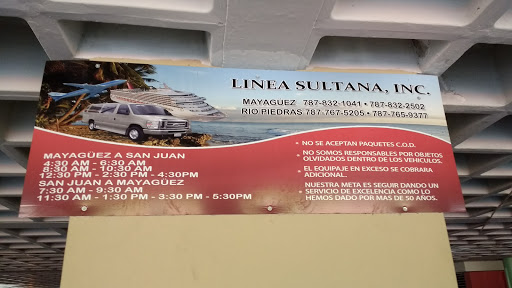 LINEA SULTANA, INC.
MAYAGUEZ 787-832-1041 • 787-832-2502
RIO PIEDRAS 787-767-5205 • 787-765-9377
MAYAGÜEZ A SAN JUAN
4:30 AM - 6:30 AM
8:30 AM - 10:30 AM
12:30 PM - 2:30 PM - 4:30PM
SAN JUAN A MAYAGÜEZ
7:30 AM - 9:30 AM
11:30 AM - 1:30 PM - 3:30 PM - 5:30PM
• NO SE ACEPTAN PAQUETES C.O.D.
• NO SOMOS RESPONSABLES POR OBJETOS
OLVIDADOS DENTRO DE LOS VEHICULOS.
• EL EQUIPAJE EN EXCESO SE COBRARA
ADICIONAL.
• NUESTRA META ES SEGUIR DANDO UN
SERVICIO DE EXCELENCIA COMO LO
HEMOS DADO POR MAS DE 50 AÑOS.